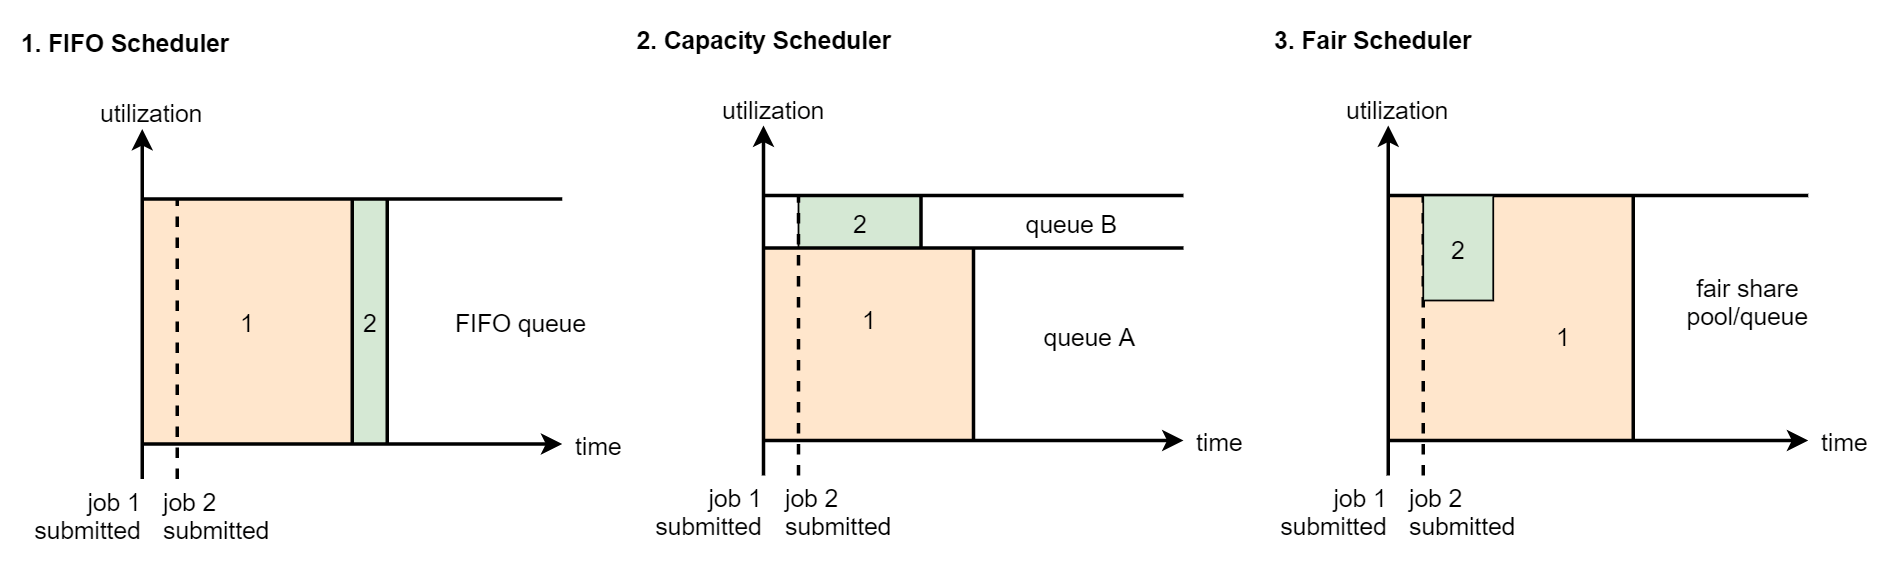 1. FIFO Scheduler
utilization
1
2
FIFO queue
time
job 1
submitted
job 2
submitted
2. Capacity Scheduler
utilization
2
queue B
1
queue A
time
job 1
submitted
job 2
submitted
3. Fair Scheduler
utilization
2
1
fair share
pool/queue
time
job 1
submitted
job 2
submitted